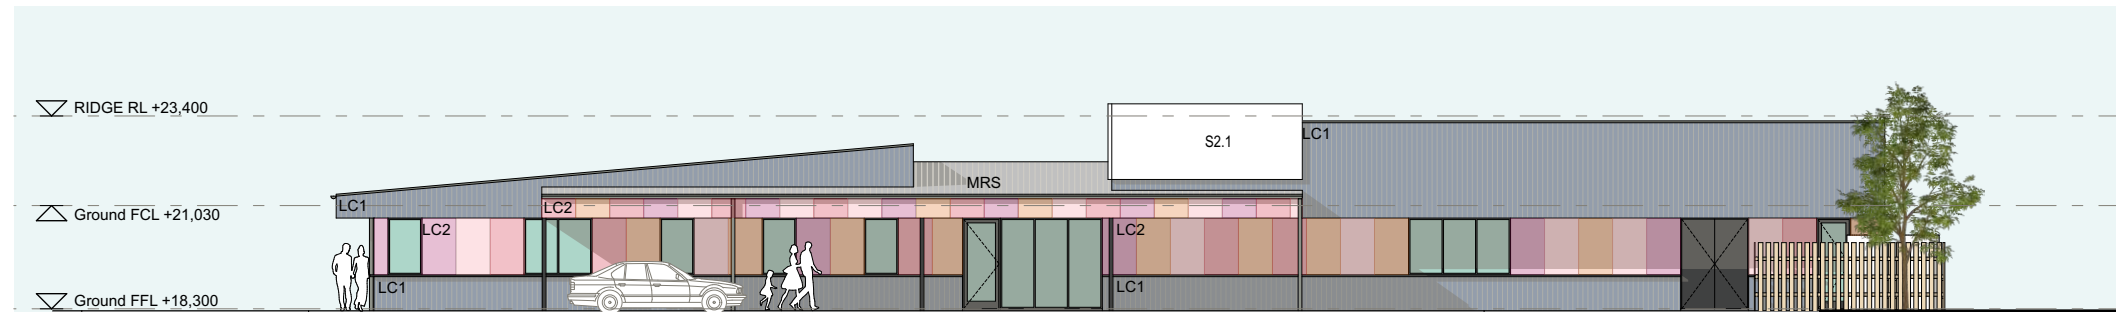 RIDGE RL +23,400
S2.1
LC1
MRS
LC1
LC2
Ground FCL +21,030
LC2
LC2
LC1
LC1
Ground FFL +18,300